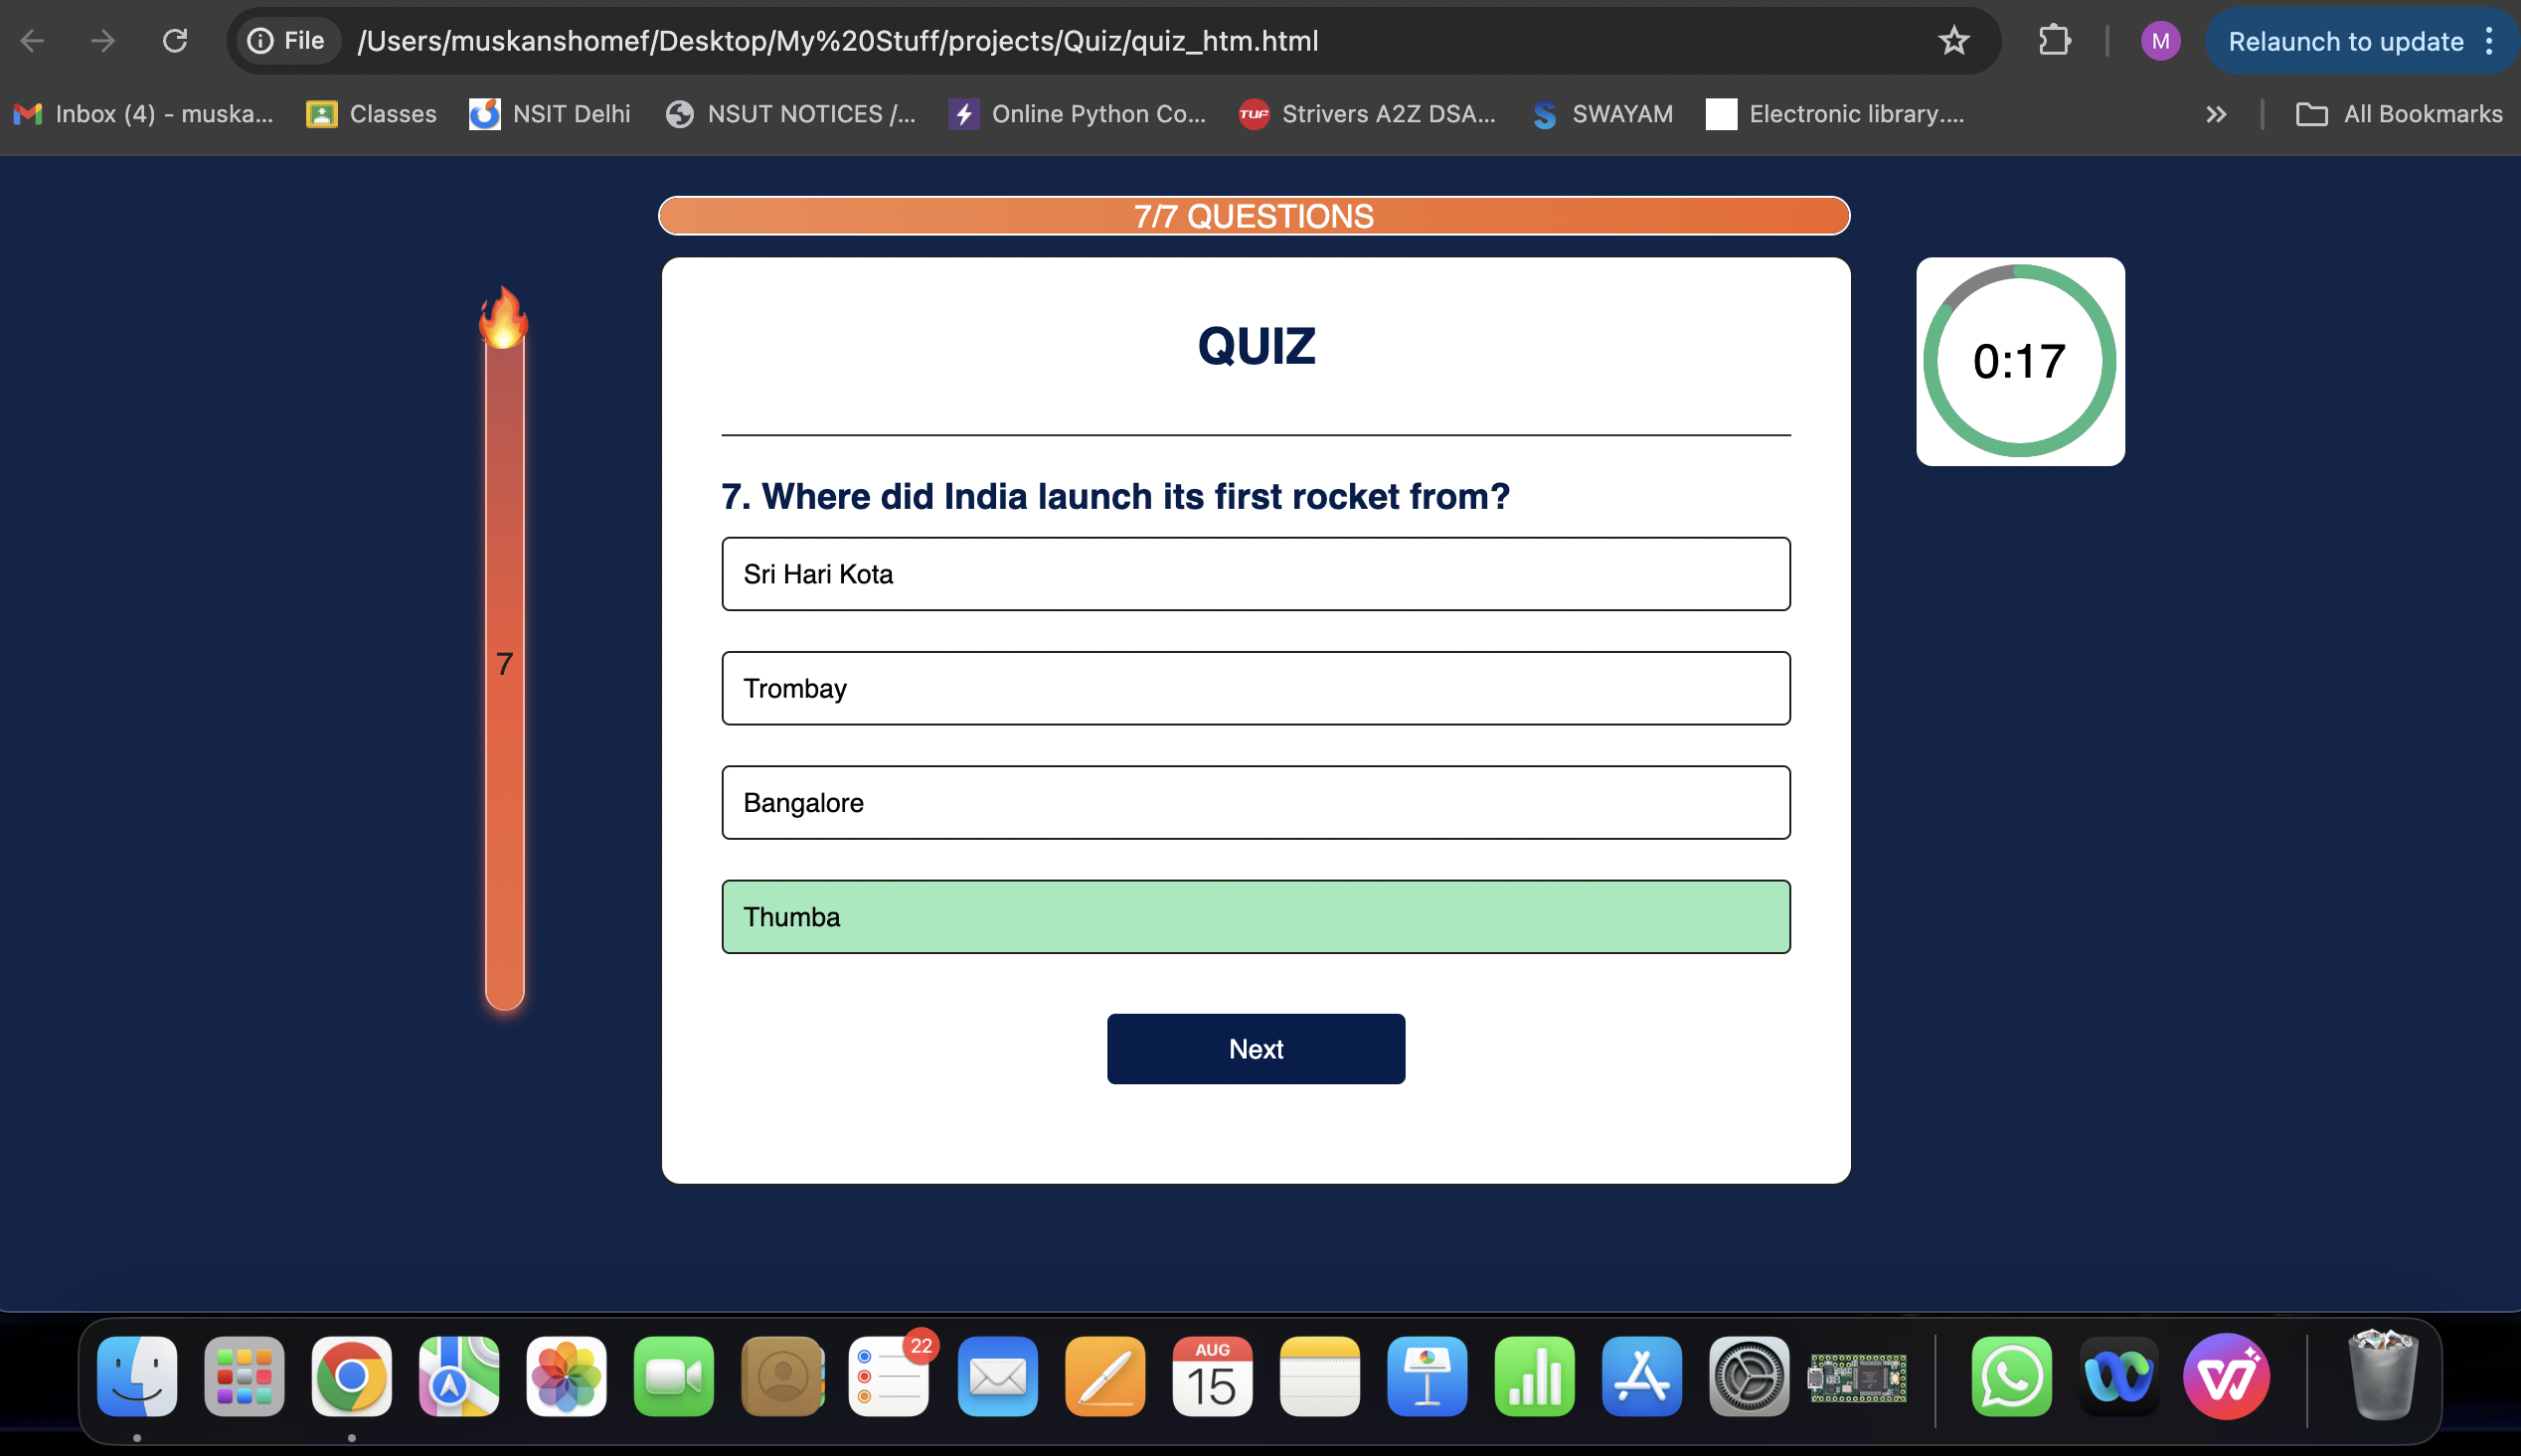 File /Users/muskanshomef/Desktop/My%20Stuff/projects/Quiz/quiz_htm.html M Relaunch to update
Inbox (4) - muska... Classes NSIT Delhi NSUT NOTICES /... Online Python Co... TUF Strivers A2Z DSA... SWAYAM Electronic library.... All Bookmarks
7/7 QUESTIONS
QUIZ
0:17
7. Where did India launch its first rocket from?
Sri Hari Kota
7
Trombay
Bangalore
Thumba
Next
22
AUG
15